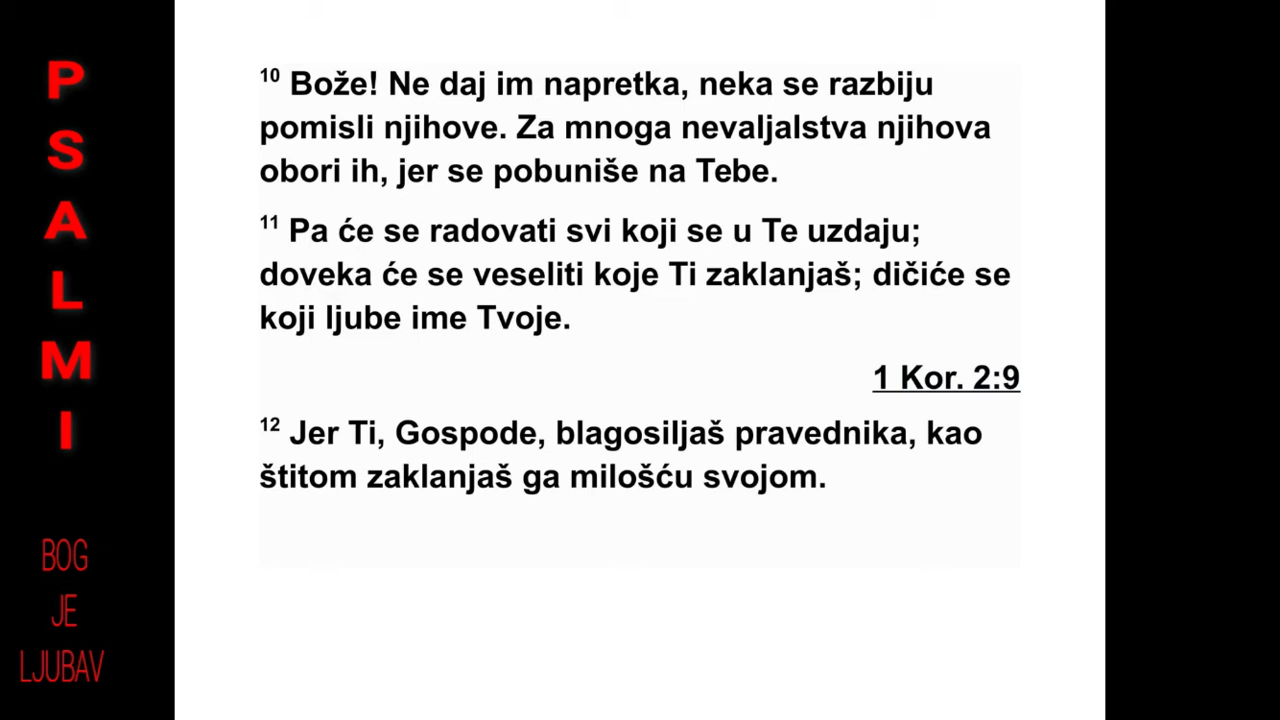 PSALMI
BOG
JE
LJUBAV
10 Bože! Ne daj im napretka, neka se razbiju
pomisli njihove. Za mnoga nevaljalstva njihova
obori ih, jer se pobuniše na Tebe.
11 Pa će se radovati svi koji se u Te uzdaju;
doveka će se veseliti koje Ti zaklanjaš; dičiće se
koji ljube ime Tvoje.
1 Kor. 2:9
12 Jer Ti, Gospode, blagosiljaš pravednika, kao
štitom zaklanjaš ga milošću svojom.